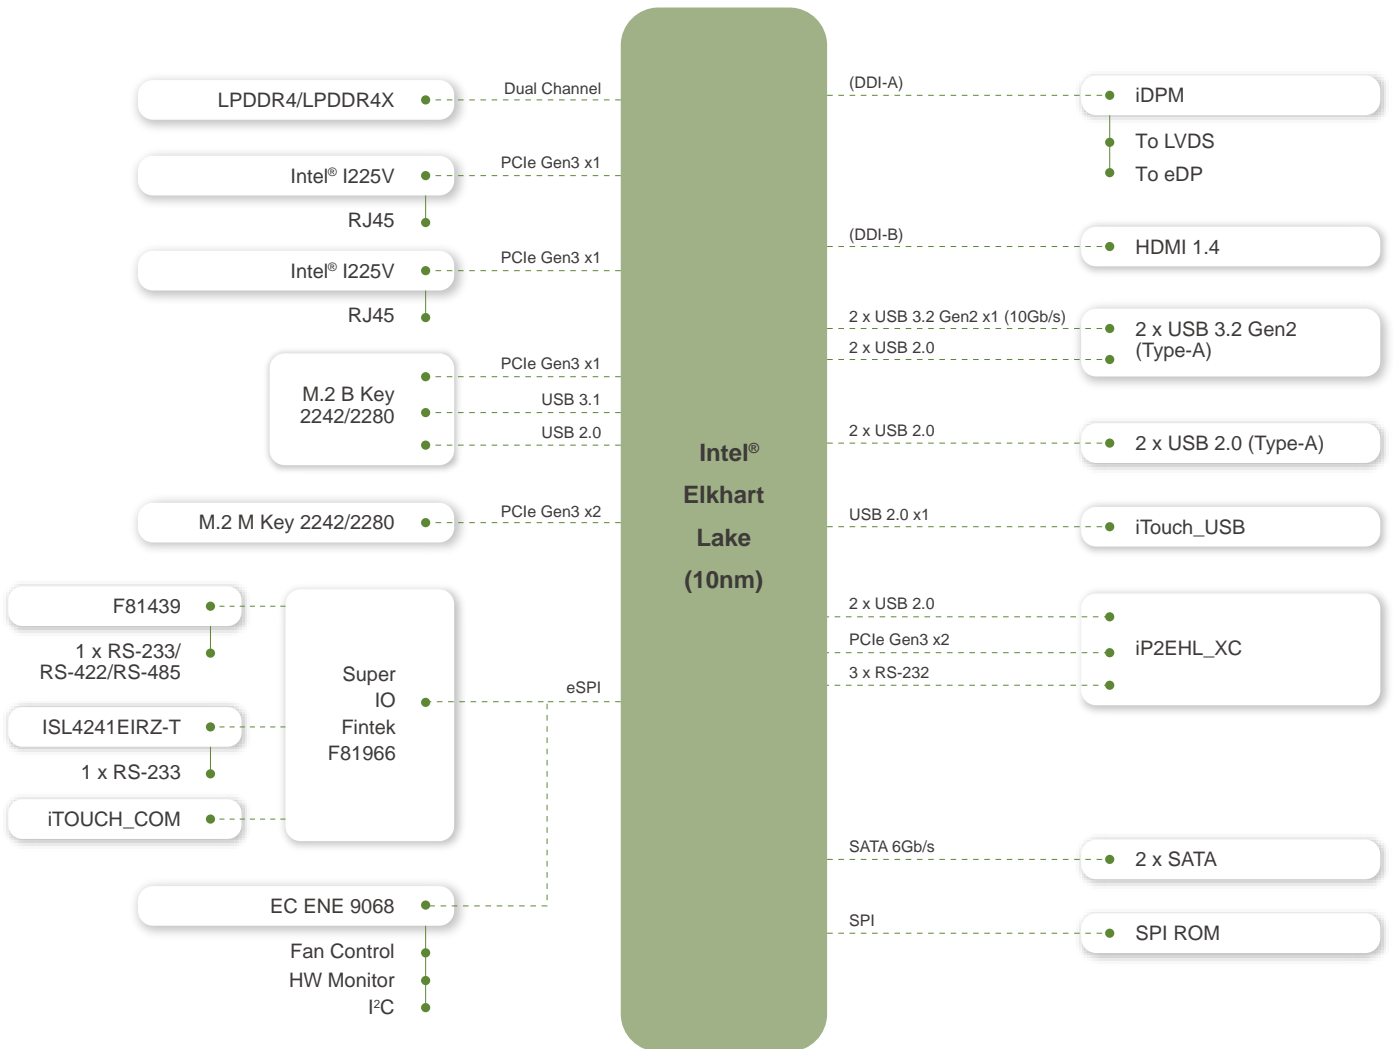 Dual Channel
LPDDR4/LPDDR4X
PCIe Gen3 x1
Intel® I225V
RJ45
PCIe Gen3 x1
Intel® I225V
RJ45
PCIe Gen3 x1
USB 3.1
USB 2.0
M.2 B Key
2242/2280
PCIe Gen3 x2
M.2 M Key 2242/2280
F81439
1 x RS-233/
RS-422/RS-485
ISL4241EIRZ-T
1 x RS-233
iTOUCH_COM
Super
IO
Fintek
F81966
eSPI
EC ENE 9068
Fan Control
HW Monitor
I²C
Intel®
Elkhart
Lake
(10nm)
(DDI-A)
iDPM
To LVDS
To eDP
(DDI-B)
HDMI 1.4
2 x USB 3.2 Gen2 x1 (10Gb/s)
2 x USB 2.0
2 x USB 3.2 Gen2
(Type-A)
2 x USB 2.0
2 x USB 2.0 (Type-A)
USB 2.0 x1
iTouch_USB
2 x USB 2.0
PCIe Gen3 x2
3 x RS-232
iP2EHL_XC
SATA 6Gb/s
2 x SATA
SPI
SPI ROM